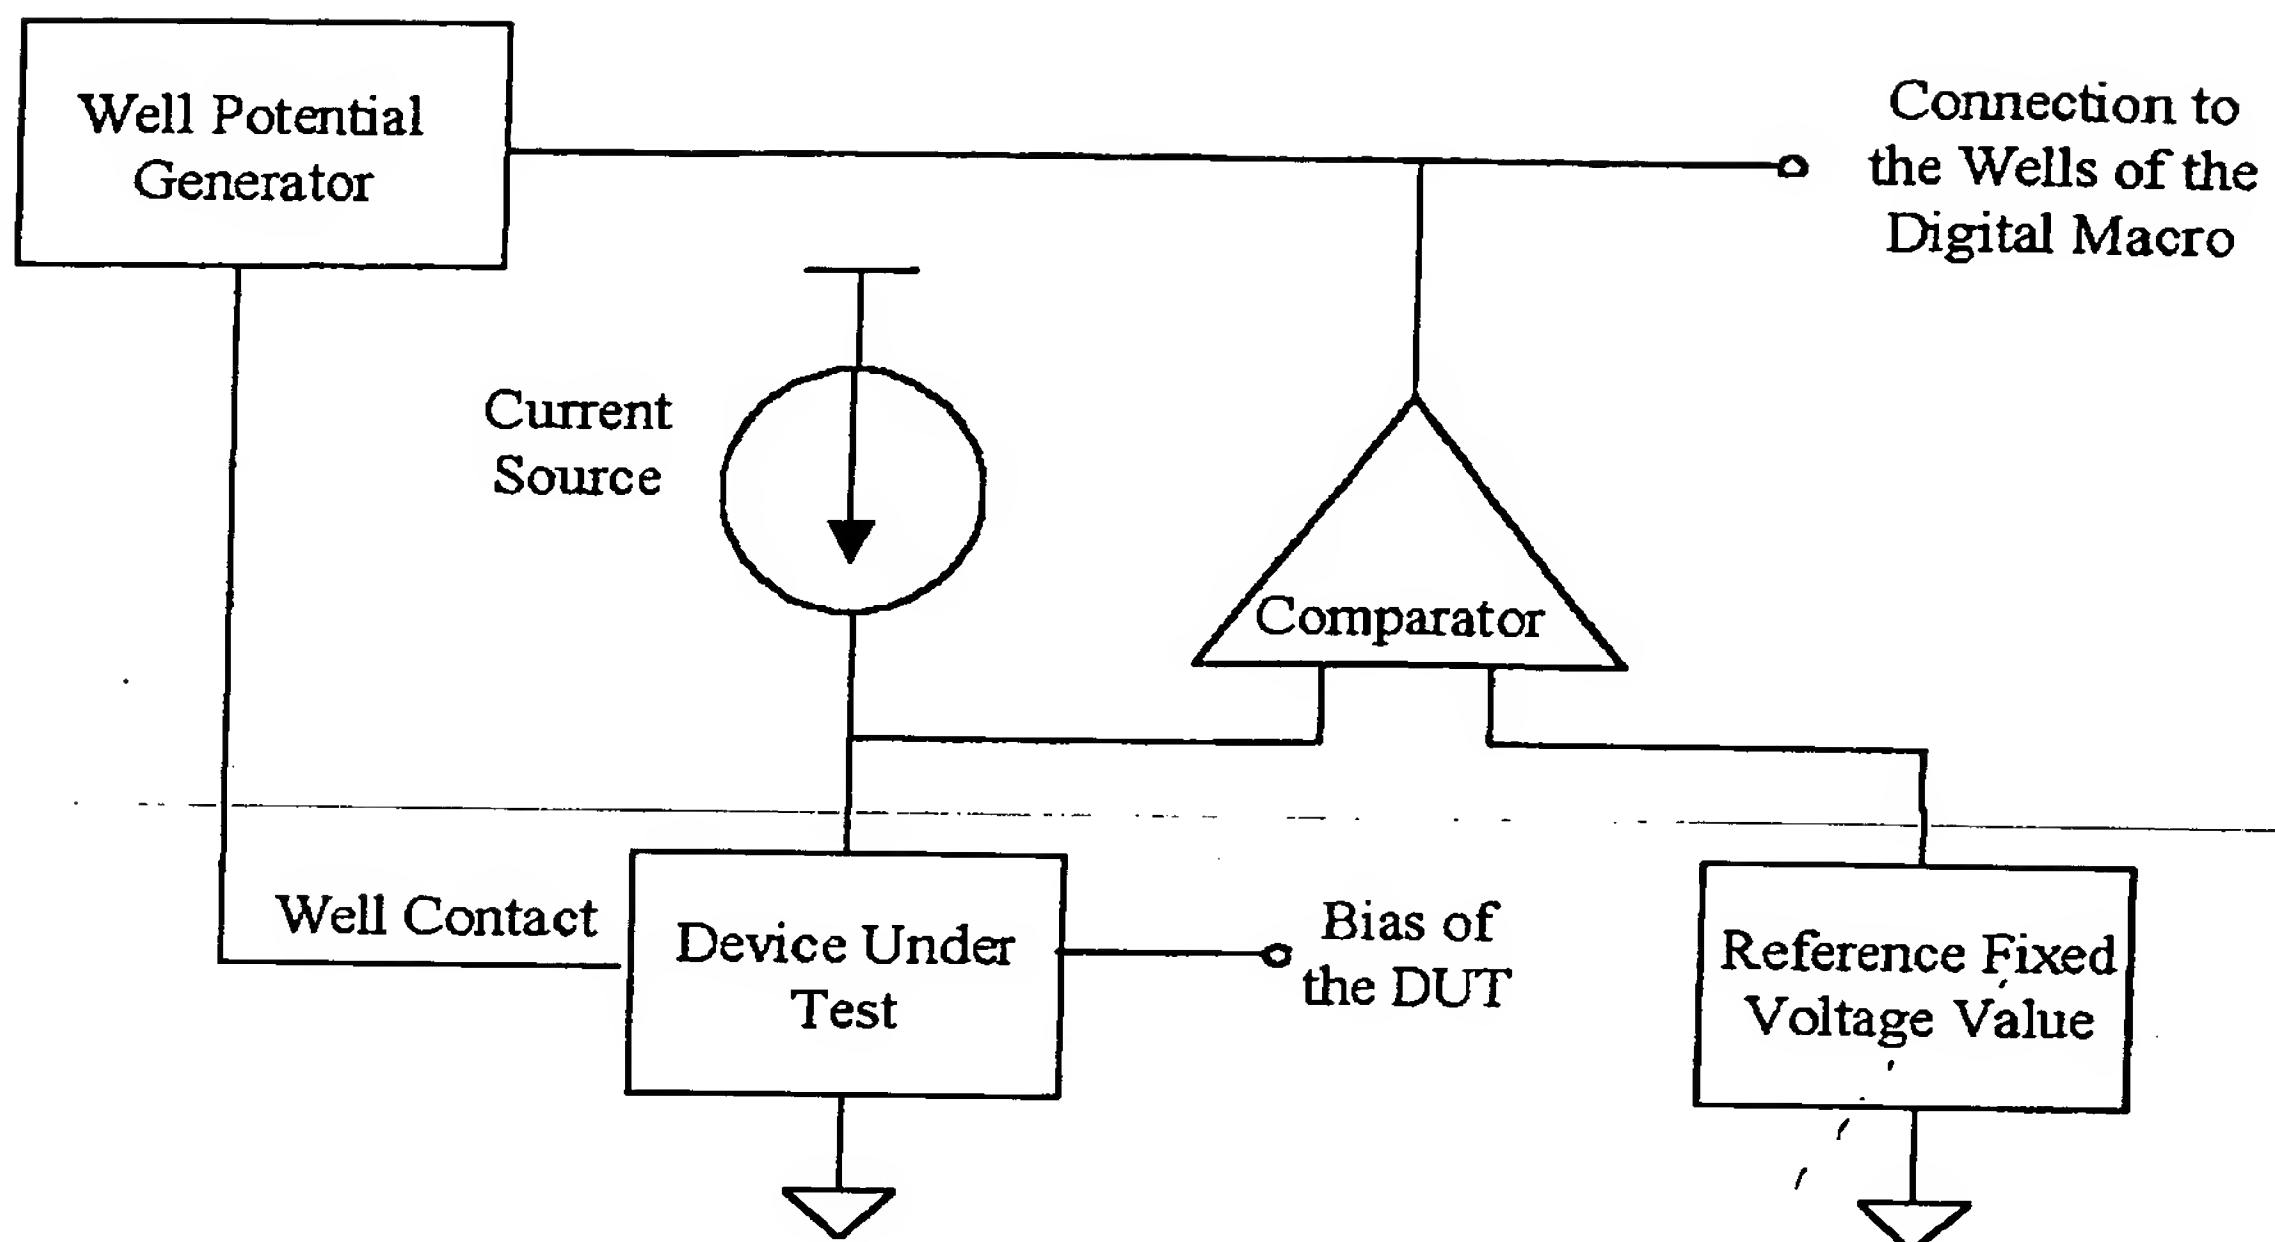 Well Potential
Generator
Connection to
the Wells of the
Digital Macro
Current
Source
Comparator
Well Contact
Device Under
Test
Bias of
the DUT
Reference Fixed
Voltage Value